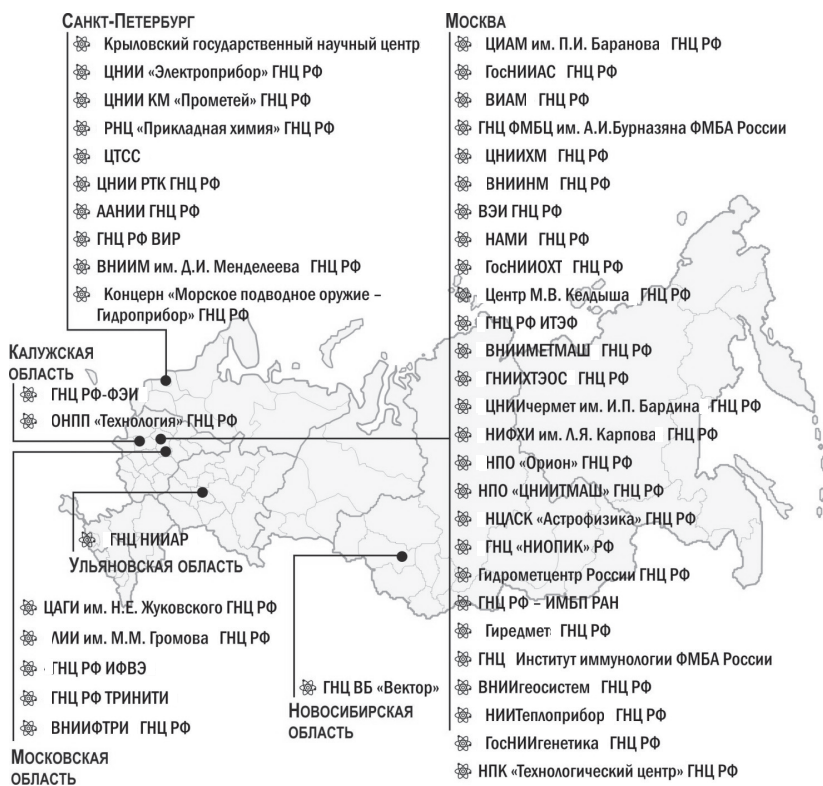 Санкт-Петербург
Крыловский государственный научный центр
ЦНИИ «Электроприбор» ГНЦ РФ
ЦНИИ КМ «Прометей» ГНЦ РФ
РНЦ «Прикладная химия» ГНЦ РФ
ЦТСС
ЦНИИ РТК ГНЦ РФ
ААНИИ ГНЦ РФ
ГНЦ РФ ВИР
ВНИИМ им. Д.И. Менделеева ГНЦ РФ
Концерн «Морское подводное оружие –
Гидроприбор» ГНЦ РФ
Калужская
область
ГНЦ РФ-ФЭИ
ОНПП «Технология» ГНЦ РФ
ГНЦ НИИАР
Ульяновская область
ЦАГИ им. Н.Е. Жуковского ГНЦ РФ
ЛИИ им. М.М. Громова ГНЦ РФ
ГНЦ РФ ИФВЭ
ГНЦ РФ ТРИНИТИ
ВНИИФТРИ ГНЦ РФ
Московская
область
ГНЦ ВБ «Вектор»
Новосибирская
область
Москва
ЦИАМ им. П.И. Баранова ГНЦ РФ
ГосНИИАС ГНЦ РФ
ВИАМ ГНЦ РФ
ГНЦ ФМБЦ им. А.И.Бурназяна ФМБА России
ЦНИИХМ ГНЦ РФ
ВНИИНМ ГНЦ РФ
ВЭИ ГНЦ РФ
НАМИ ГНЦ РФ
ГосНИИОХТ ГНЦ РФ
Центр М.В. Келдыша ГНЦ РФ
ГНЦ РФ ИТЭФ
ВНИИМЕТМАШ ГНЦ РФ
ГНИИХТЭОС ГНЦ РФ
ЦНИИчермет им. И.П. Бардина ГНЦ РФ
НИФХИ им. Л.Я. Карпова ГНЦ РФ
НПО «Орион» ГНЦ РФ
НПО «ЦНИИТМАШ» ГНЦ РФ
НЦЛСК «Астрофизика» ГНЦ РФ
ГНЦ «НИОПИК» РФ
Гидрометцентр России ГНЦ РФ
ГНЦ РФ – ИМБП РАН
Гиредмет ГНЦ РФ
ГНЦ Институт иммунологии ФМБА России
ВНИИгеосистем ГНЦ РФ
НИИТеплоприбор ГНЦ РФ
ГосНИИгенетика ГНЦ РФ
НПК «Технологический центр» ГНЦ РФ